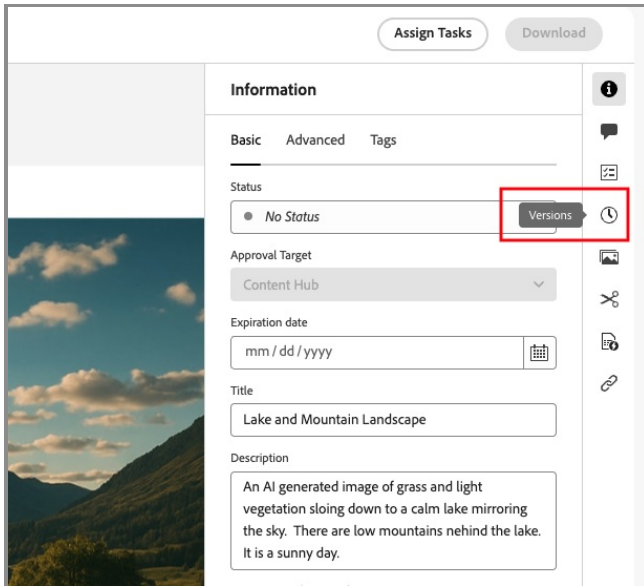 Assign Tasks Download
Information
Basic Advanced Tags
Status
No Status
Versions
Approval Target
Content Hub
Expiration date
mm / dd / yyyy
Title
Lake and Mountain Landscape
Description
An AI generated image of grass and light
vegetation sloing down to a calm lake mirroring
the sky. There are low mountains nehind the lake.
It is a sunny day.